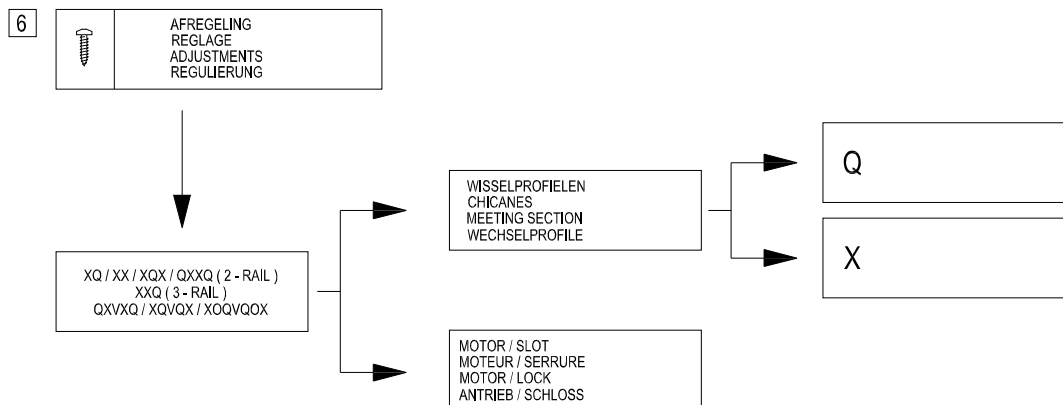 6
AFREGELING
REGLAGE
ADJUSTMENTS
REGULIERUNG
WISSELPROFIELEN
CHICANES
MEETING SECTION
WECHSELPROFILE
Q
X
XQ / XX / XQX / QXXQ ( 2 - RAIL )
XXQ ( 3 - RAIL )
QXVXQ / XQVQX / XOQVQOX
MOTOR / SLOT
MOTEUR / SERRURE
MOTOR / LOCK
ANTRIEB / SCHLOSS